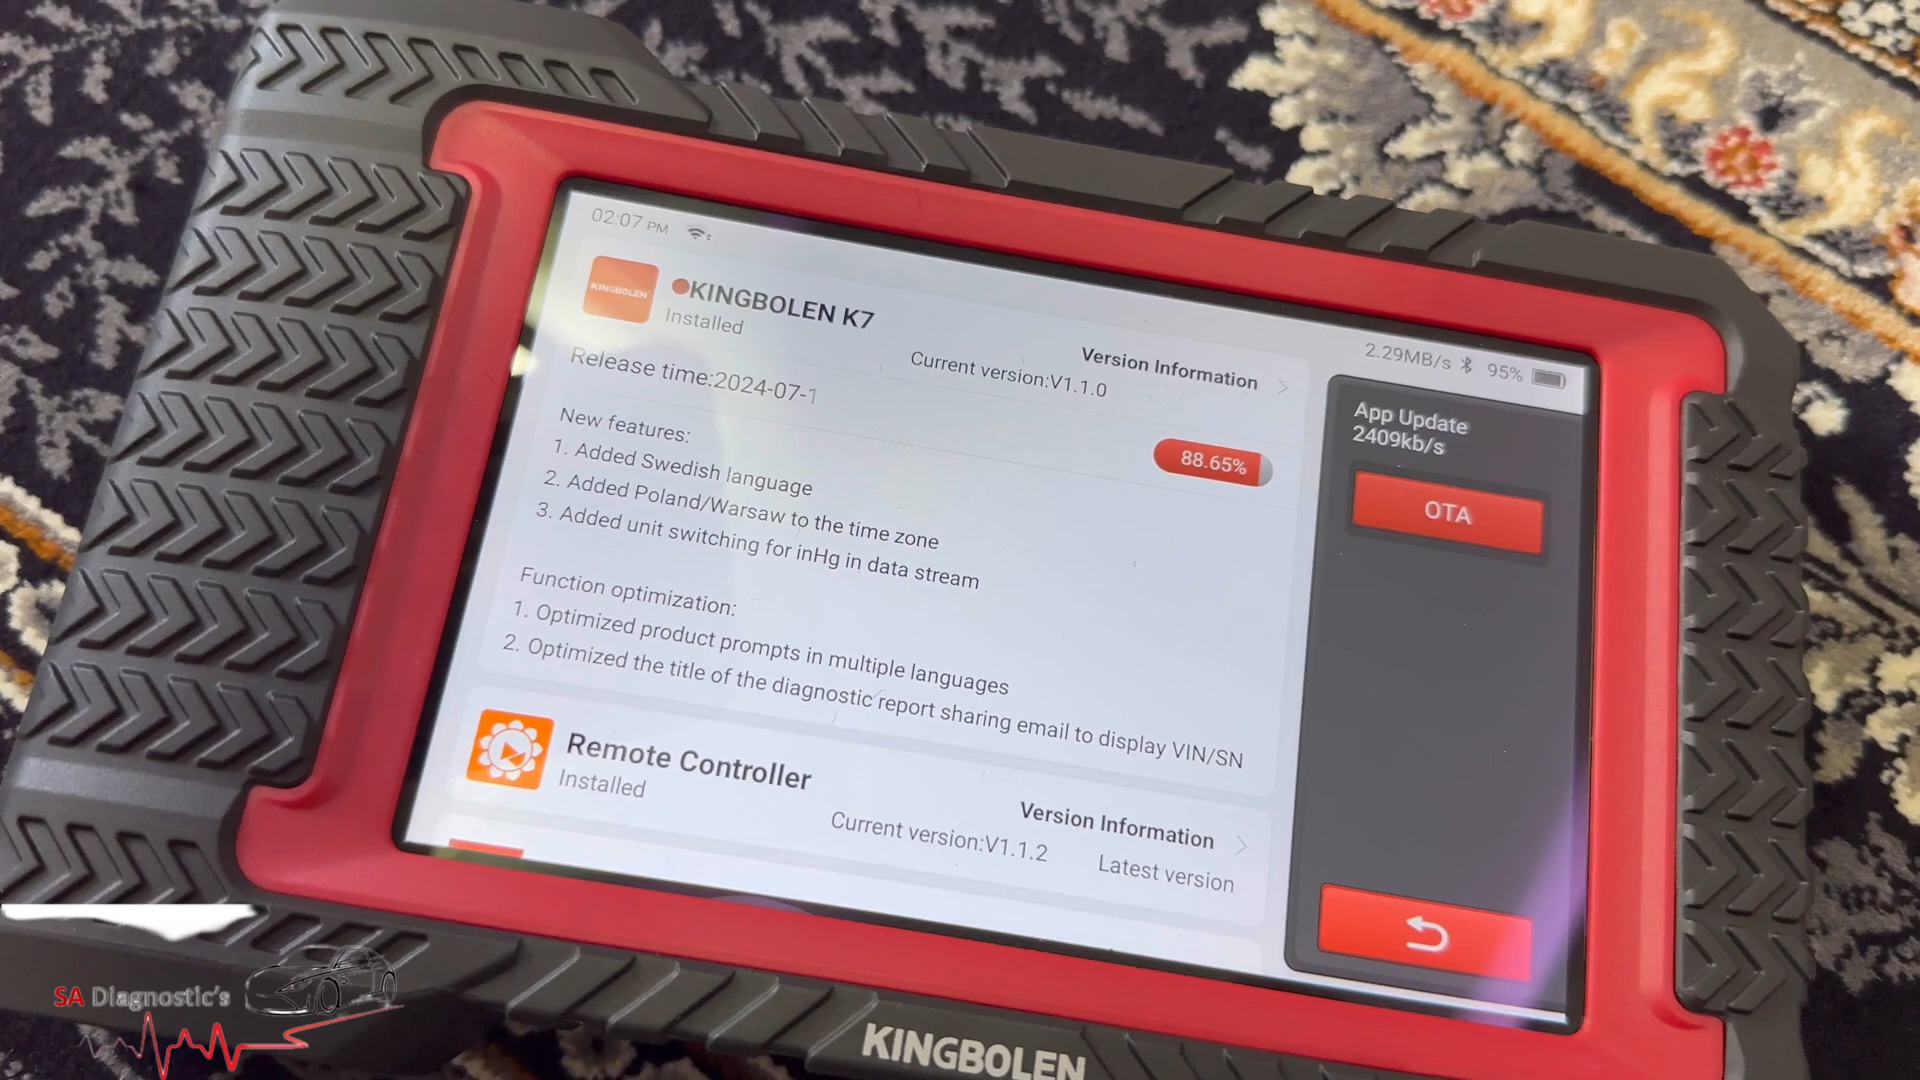 02:07 PM
2.29MB/s 95%
KINGBOLEN
KINGBOLEN K7
Installed
Version Information
Release time:2024-07-1
Current version:V1.1.0
88.65%
New features:
1. Added Swedish language
2. Added Poland/Warsaw to the time zone
3. Added unit switching for inHg in data stream
Function optimization:
1. Optimized product prompts in multiple languages
2. Optimized the title of the diagnostic report sharing email to display VIN/SN
Remote Controller
Installed
Version Information
Current version:V1.1.2
Latest version
App Update
2409kb/s
OTA
SA Diagnostic's
KINGBOLEN